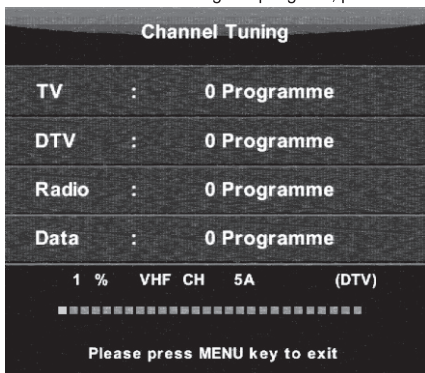 Channel Tuning
TV : 0 Programme
DTV : 0 Programme
Radio : 0 Programme
Data : 0 Programme
1 % VHF CH 5A (DTV)
Please press MENU key to exit